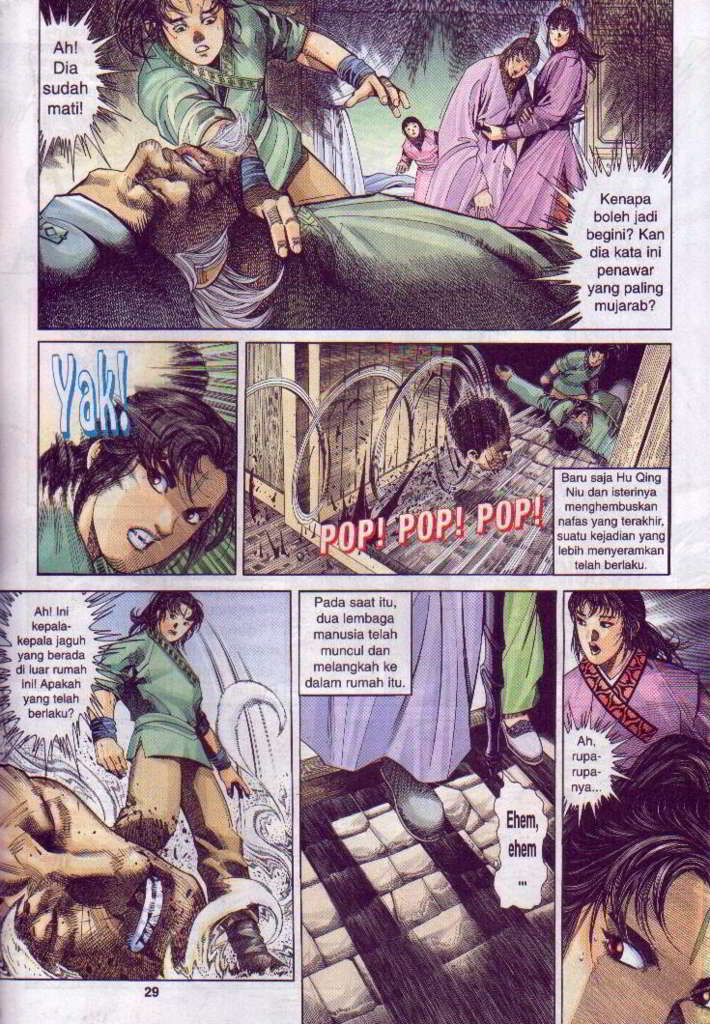 Ah!
Dia
sudah
mati!
Kenapa
boleh jadi
begini? Kan
dia kata ini
penawar
yang paling
mujarab?
Yak!
POP! POP! POP!
Baru saja Hu Qing
Niu dan isterinya
menghembuskan
nafas yang terakhir,
suatu kejadian yang
lebih menyeramkan
telah berlaku.
Ah! Ini
kepala-
kepala jaguh
yang berada
di luar rumah
ini! Apakah
yang telah
berlaku?
Pada saat itu,
dua lembaga
manusia telah
muncul dan
melangkah ke
dalam rumah itu.
Ehem,
ehem
...
Ah,
rupa-
rupa-
nya...
29